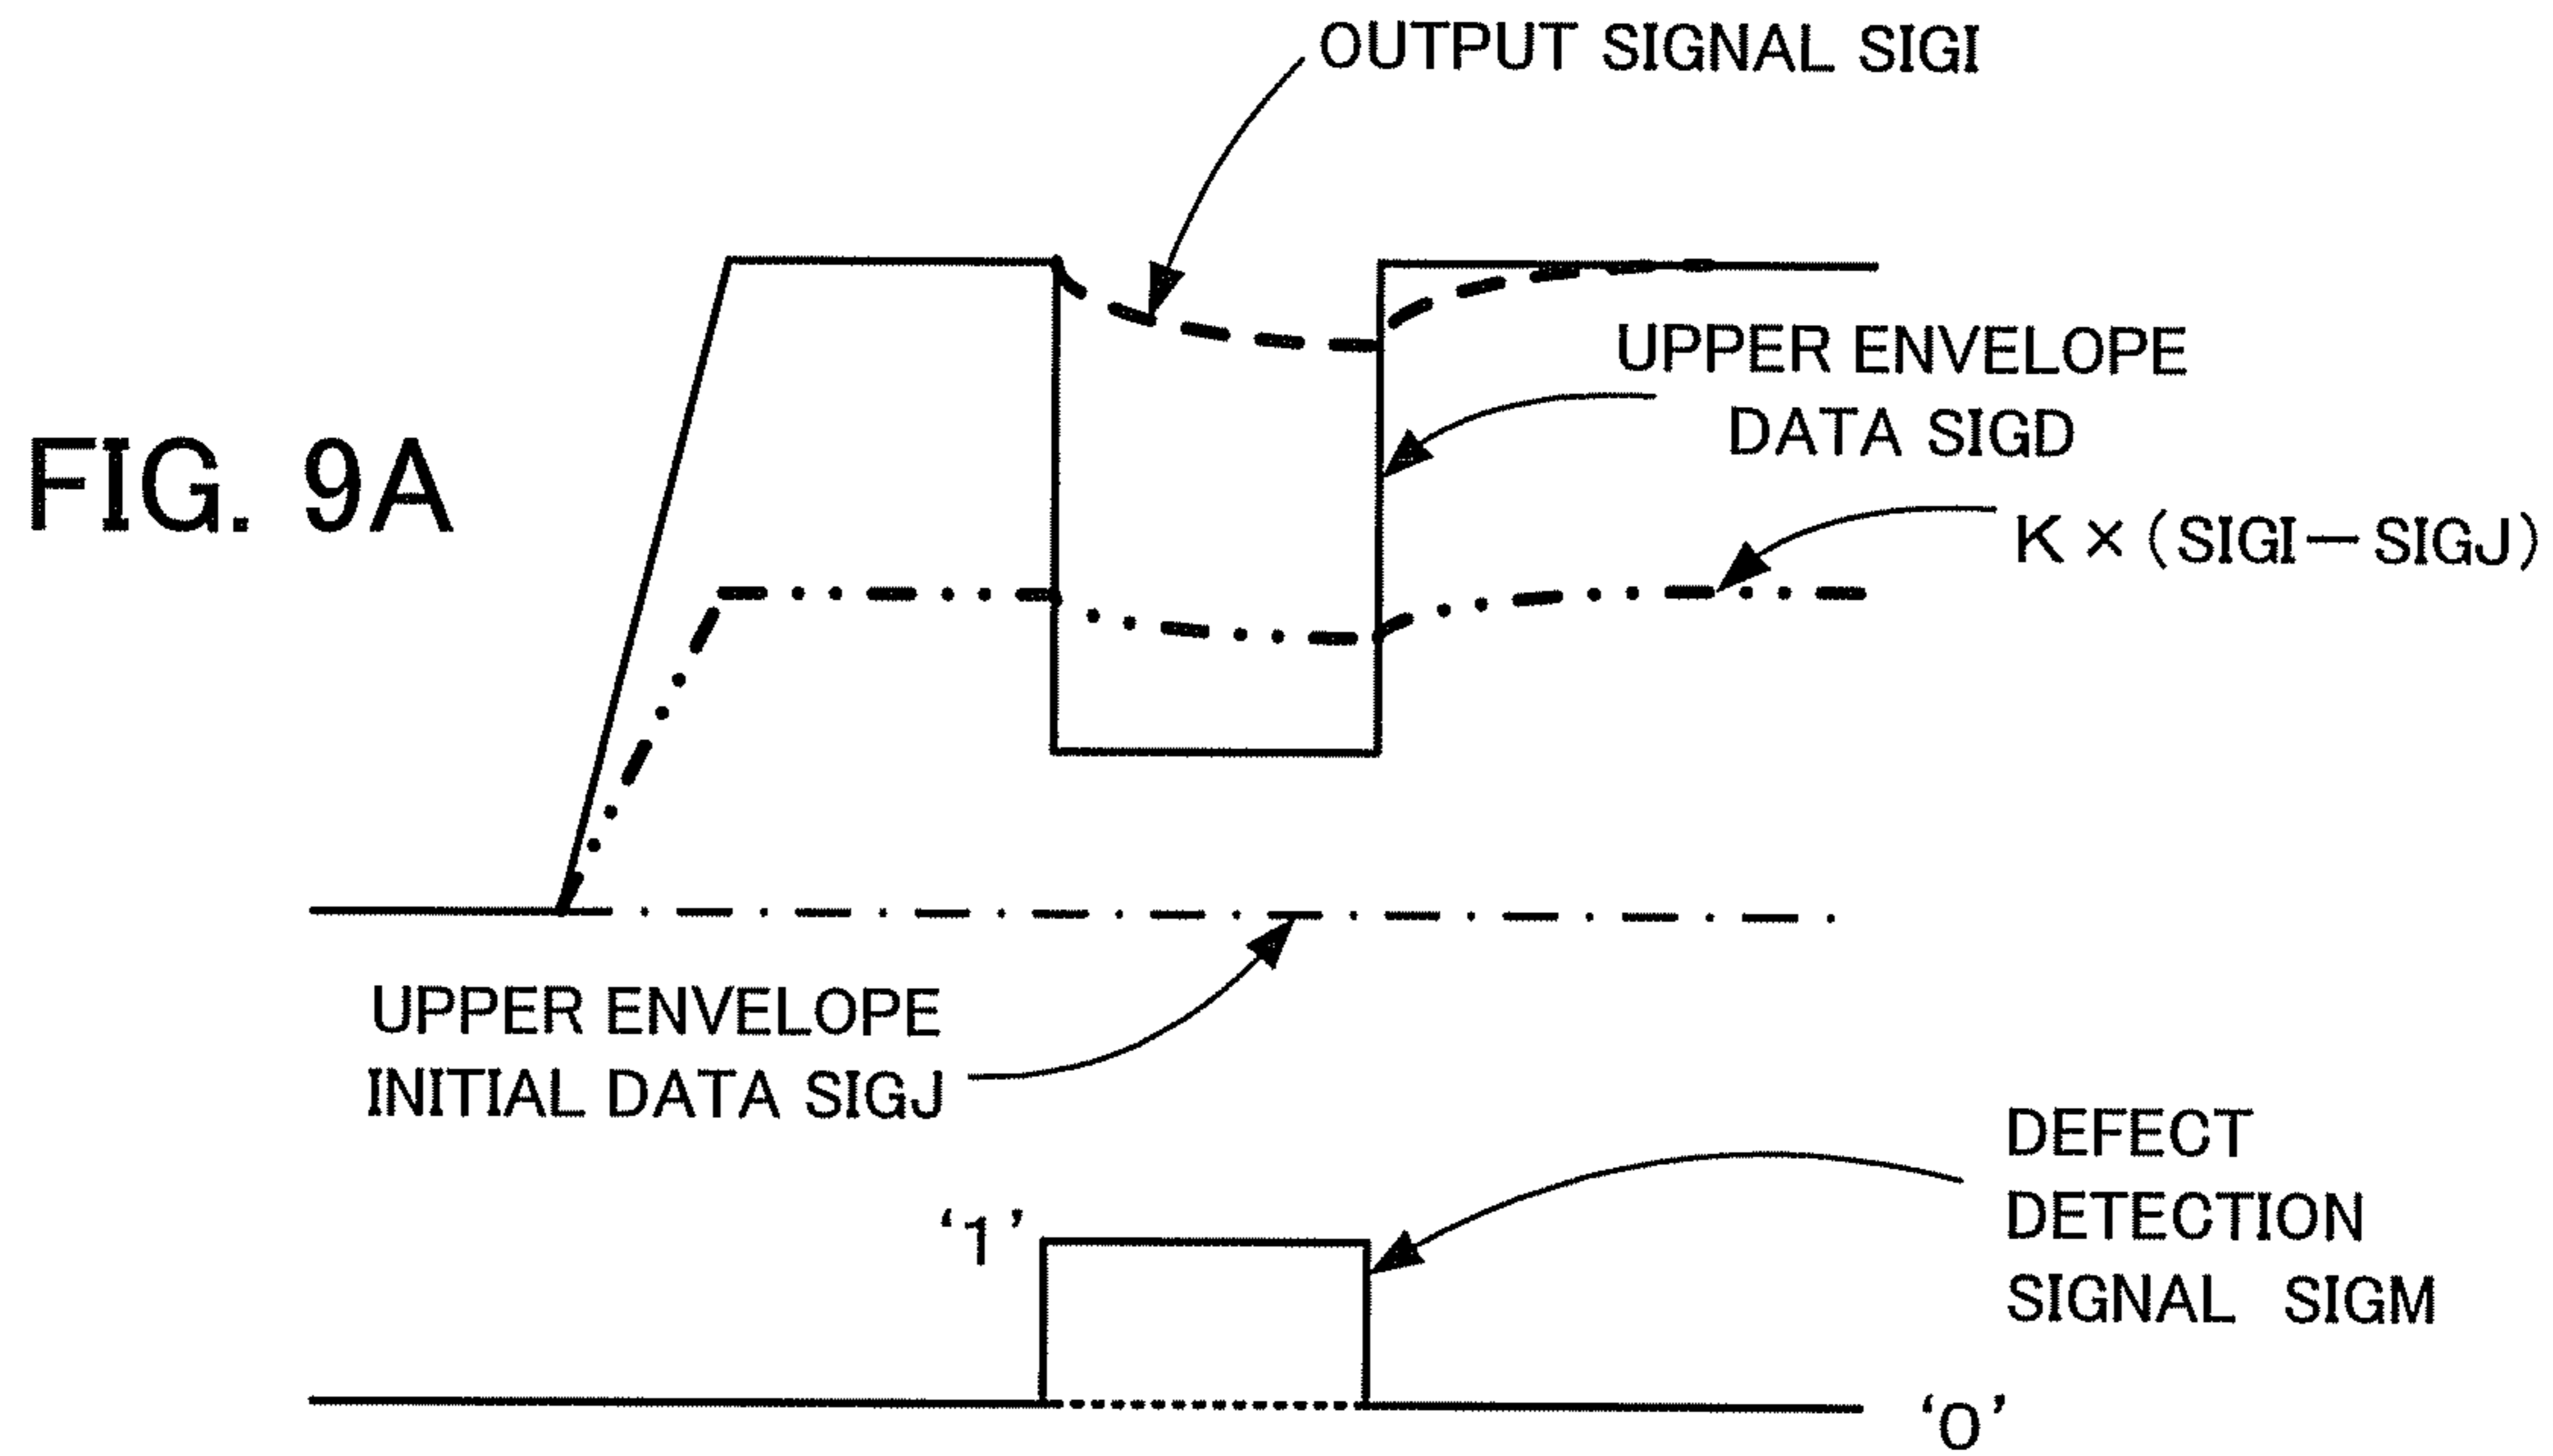 OUTPUT SIGNAL SIGI
UPPER ENVELOPE
DATA SIGD
FIG. 9A
K × (SIGI－SIGJ)
UPPER ENVELOPE
INITIAL DATA SIGJ
DEFECT
DETECTION
SIGNAL SIGM
‘1’
‘0’